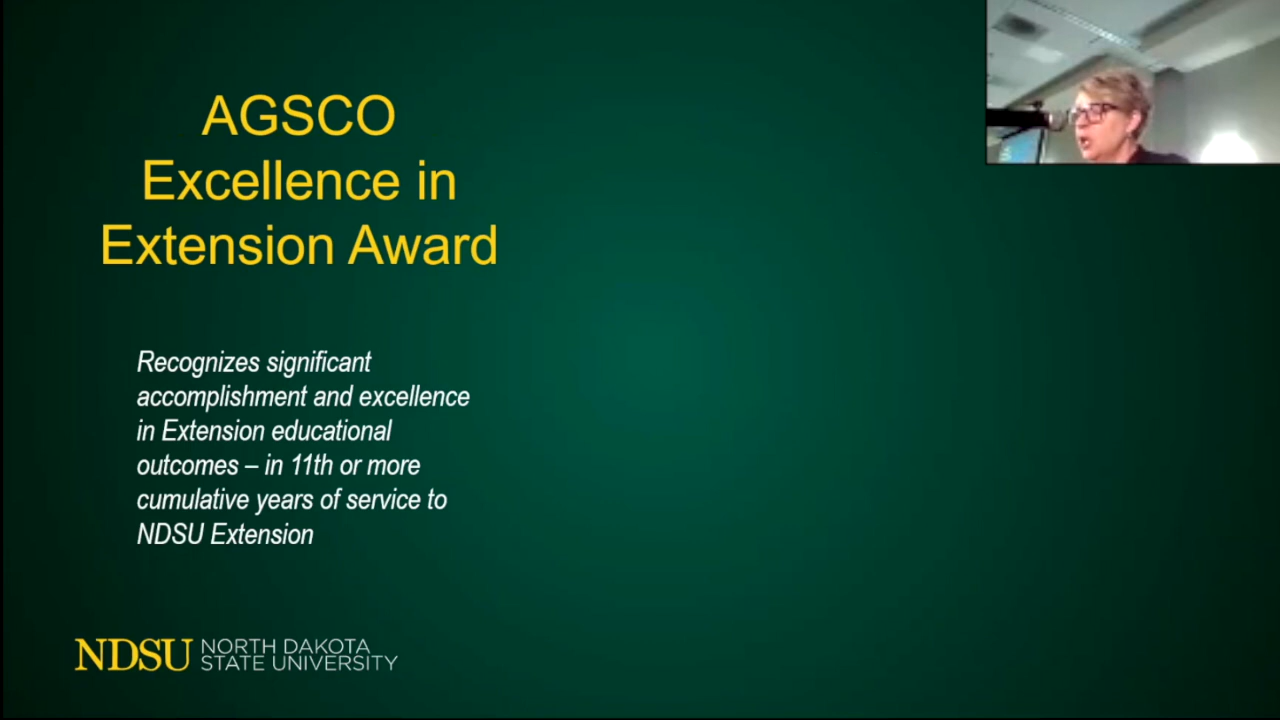 AGSCO
Excellence in
Extension Award
Recognizes significant
accomplishment and excellence
in Extension educational
outcomes – in 11th or more
cumulative years of service to
NDSU Extension
NDSU NORTH DAKOTA
STATE UNIVERSITY